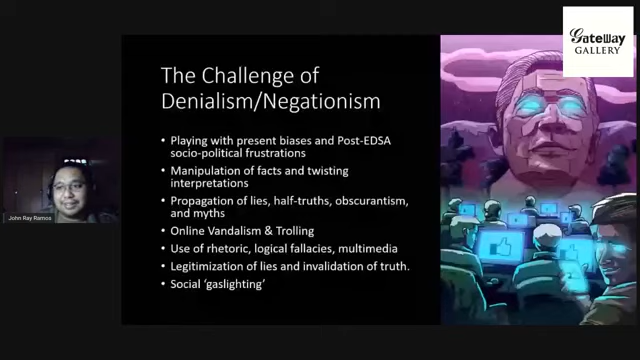 GateWay
GALLERY
The Challenge of
Denialism/Negationism
• Playing with present biases and Post-EDSA
socio-political frustrations
• Manipulation of facts and twisting
interpretations
• Propagation of lies, half-truths, obscurantism,
and myths
• Online Vandalism & Trolling
• Use of rhetoric, logical fallacies, multimedia
• Legitimization of lies and invalidation of truth.
• Social ‘gaslighting’
John Ray Ramos